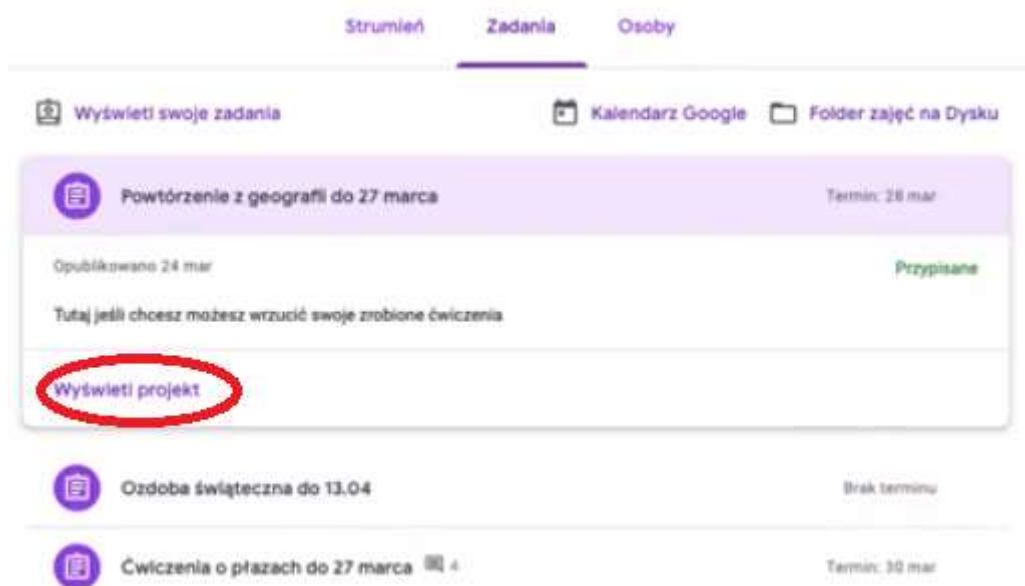 Strumień Zadania Osoby
Wyświetl swoje zadania Kalendarz Google Folder zajęć na Dysku
Powtórzenie z geografii do 27 marca Termin: 28 mar
Opublikowano 24 mar Przypisane
Tutaj jeśli chcesz możesz wrzucić swoje zrobione ćwiczenia
Wyświetl projekt
Ozdoba świąteczna do 13.04 Brak terminu
Ćwiczenia o płazach do 27 marca 4 Termin: 30 mar